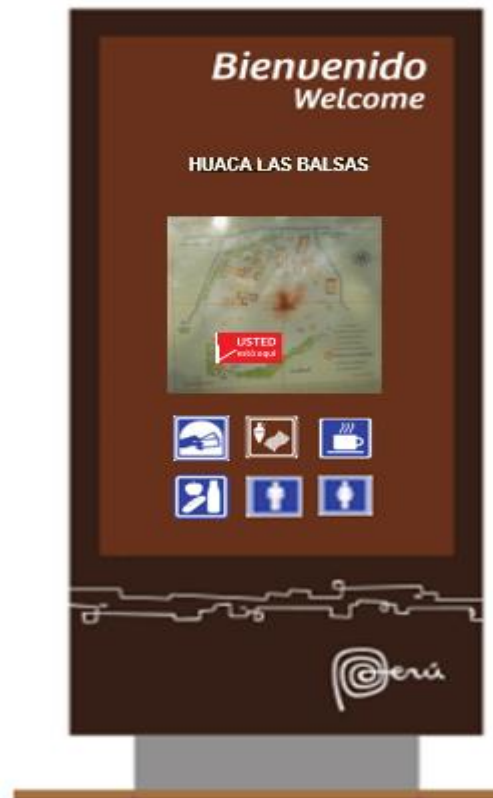 Bienvenido
Welcome
HUACA LAS BALSAS
USTED
está aquí
Perú